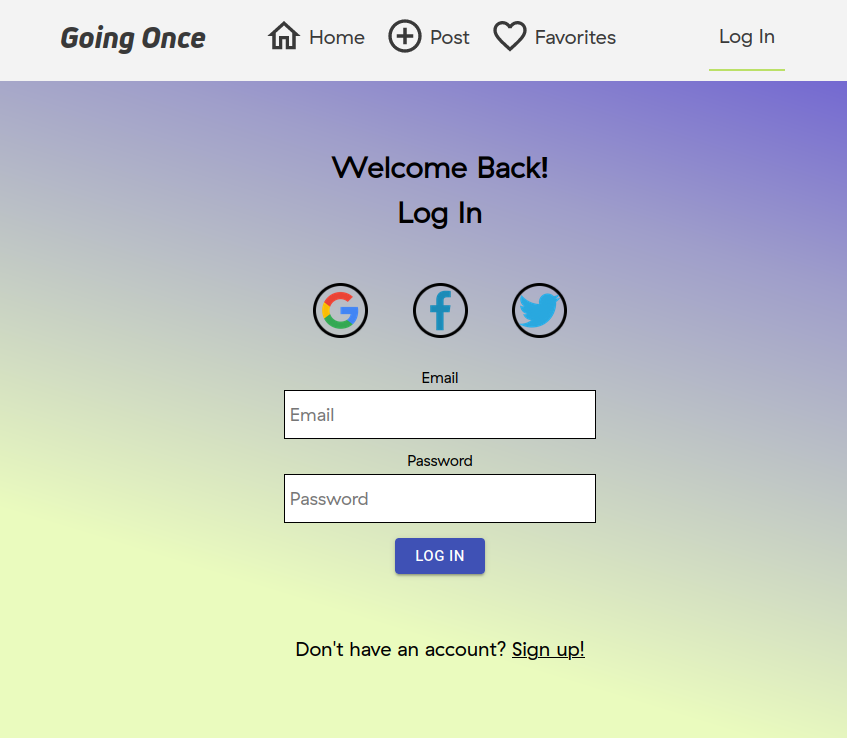 Going Once
Home
Post
Favorites
Log In
Welcome Back!
Log In
Email
Email
Password
Password
LOG IN
Don't have an account? Sign up!